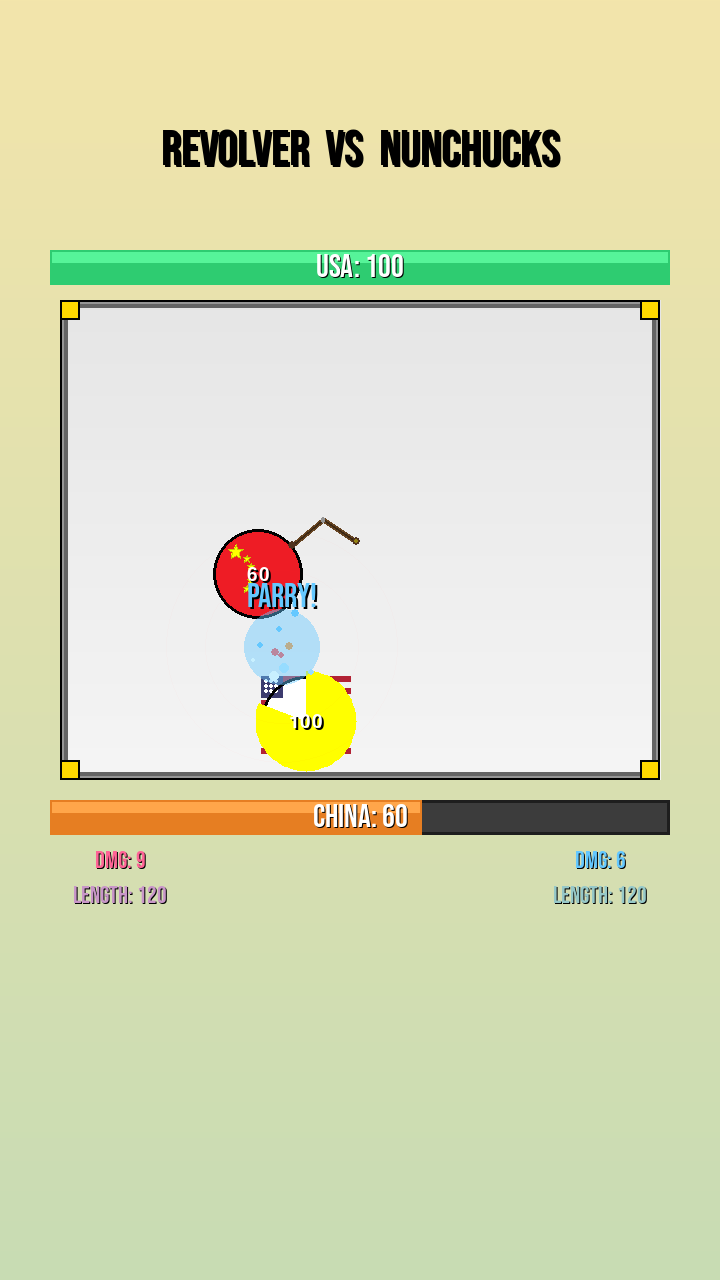 REVOLVER VS NUNCHUCKS
USA: 100
60
PARRY!
100
CHINA: 60
DMG: 9
DMG: 6
LENGTH: 120
LENGTH: 120